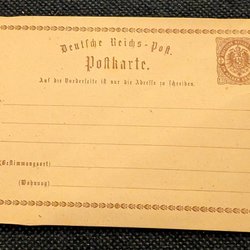 Deutsche Reichs-Post.
Postkarte.
Auf die Vorderseite ist nur die Adresse zu schreiben.
(Bestimmungsort)
(Wohnung)